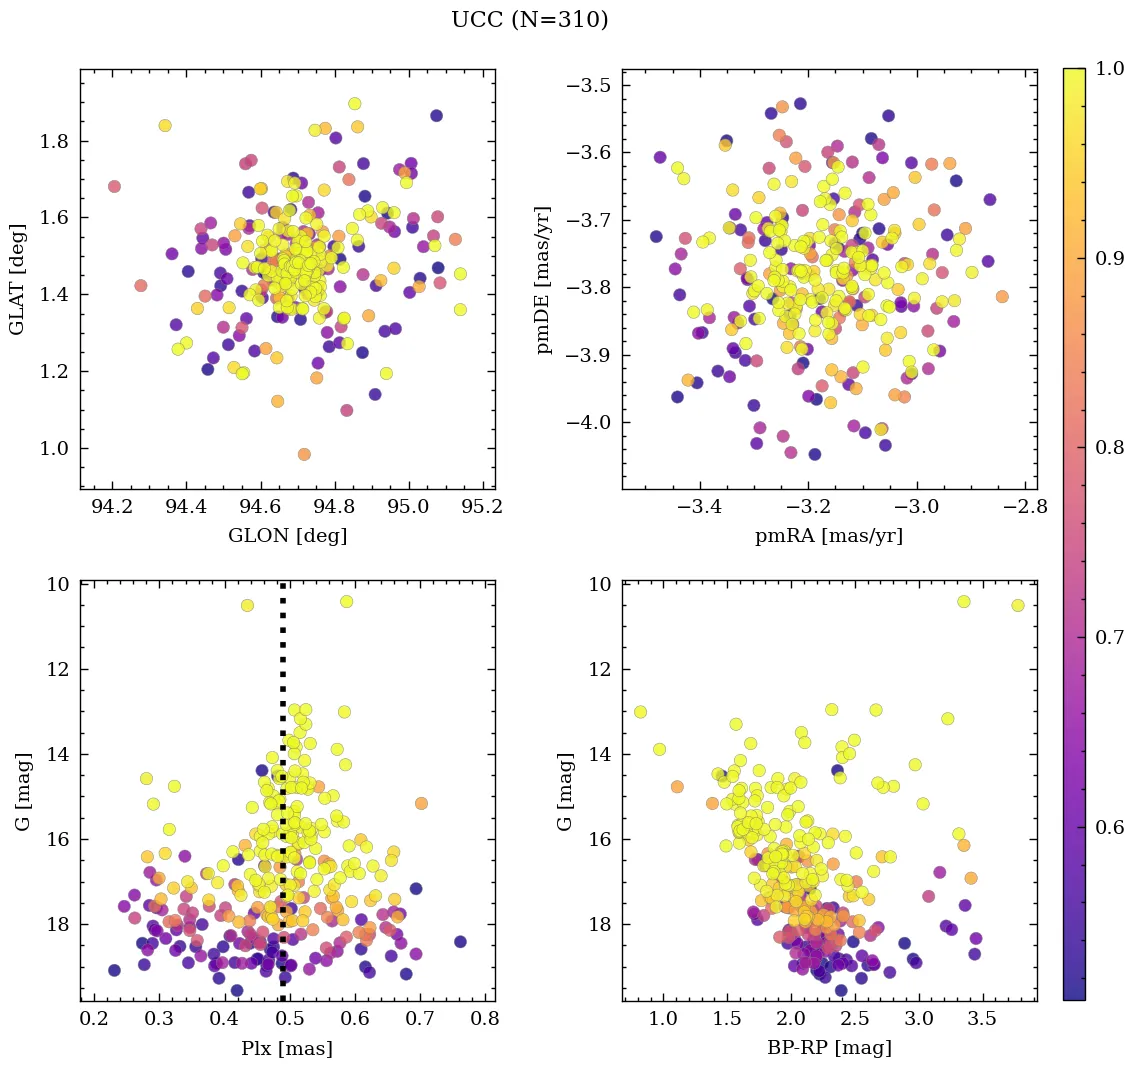 UCC (N=310)
1.8
1.6
1.4
1.2
1.0
GLAT [deg]
94.2 94.4 94.6 94.8 95.0 95.2
GLON [deg]
−3.5
−3.6
−3.7
−3.8
−3.9
−4.0
pmDE [mas/yr]
−3.4 −3.2 −3.0 −2.8
pmRA [mas/yr]
10
12
14
16
18
G [mag]
0.2 0.3 0.4 0.5 0.6 0.7 0.8
Plx [mas]
10
12
14
16
18
G [mag]
1.0 1.5 2.0 2.5 3.0 3.5
BP-RP [mag]
1.0
0.9
0.8
0.7
0.6